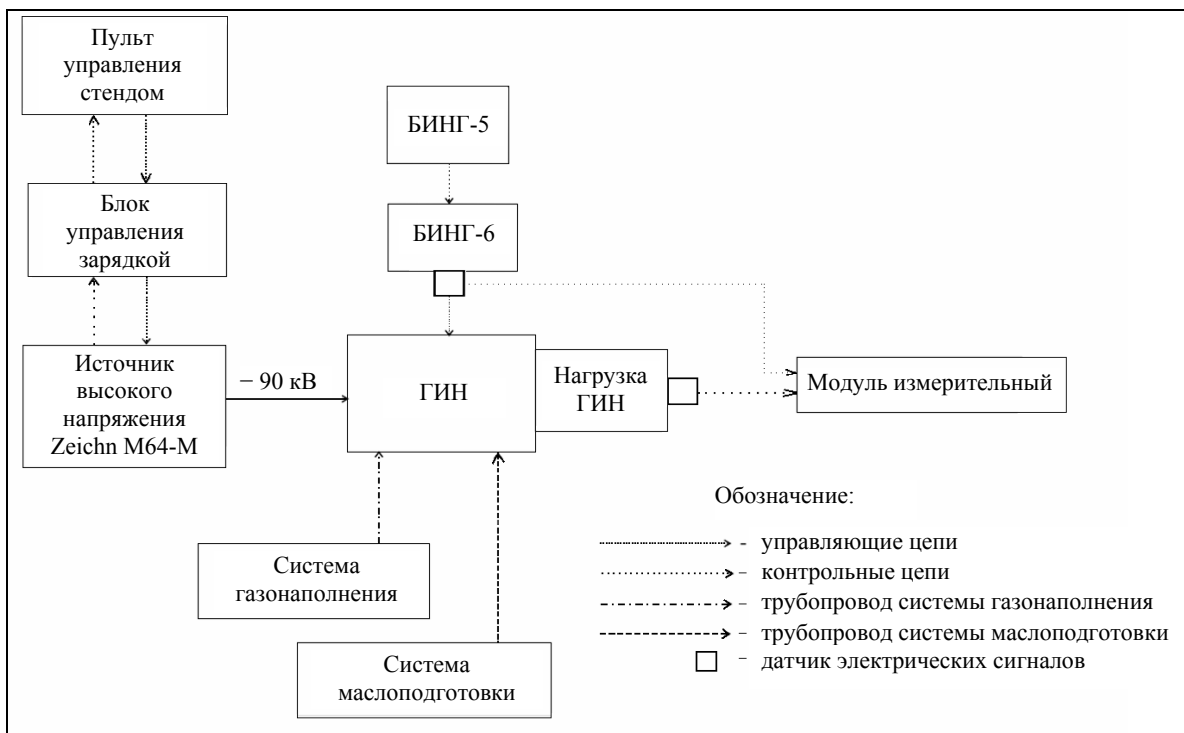 Пульт
управления
стендом
БИНГ-5
Блок
управления
зарядкой
БИНГ-6
Источник
высокого
напряжения
Zeichn M64-M
− 90 кВ
ГИН
Нагрузка
ГИН
Модуль измерительный
Система
газонаполнения
Система
маслоподготовки
Обозначение:
- управляющие цепи
− контрольные цепи
− трубопровод системы газонаполнения
− трубопровод системы маслоподготовки
− датчик электрических сигналов